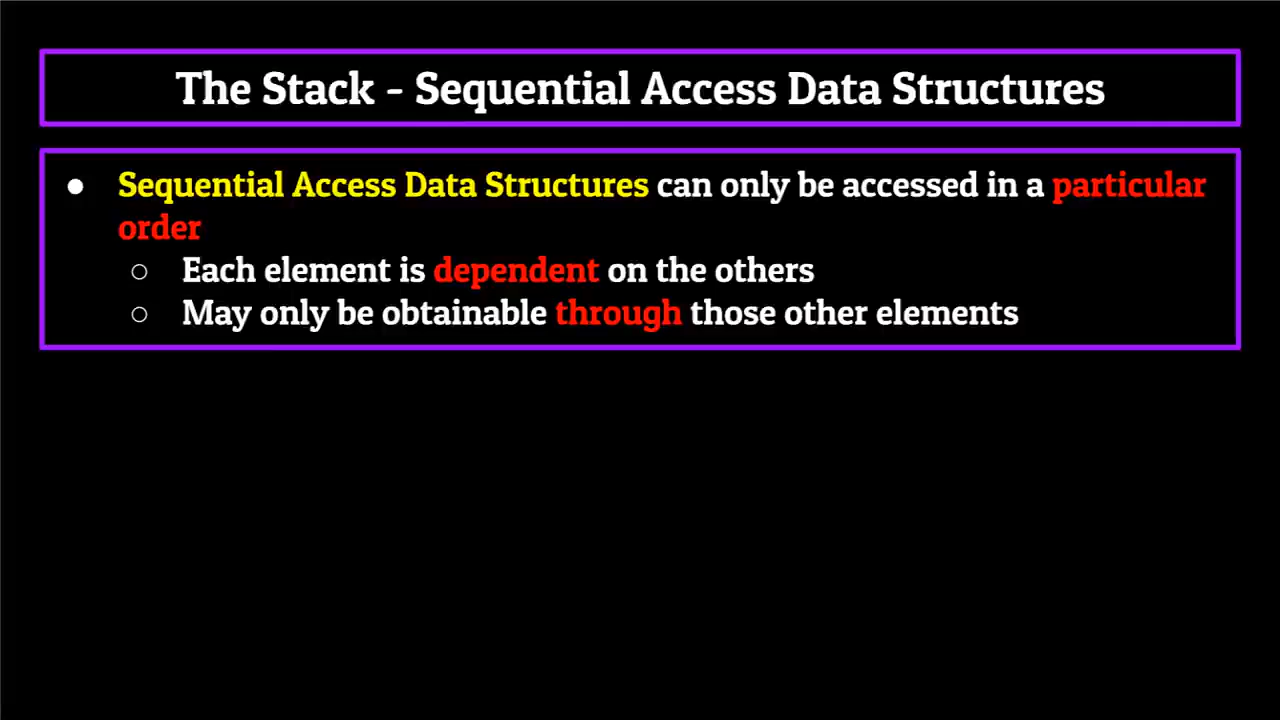 The Stack - Sequential Access Data Structures
● Sequential Access Data Structures can only be accessed in a particular
order
○ Each element is dependent on the others
○ May only be obtainable through those other elements